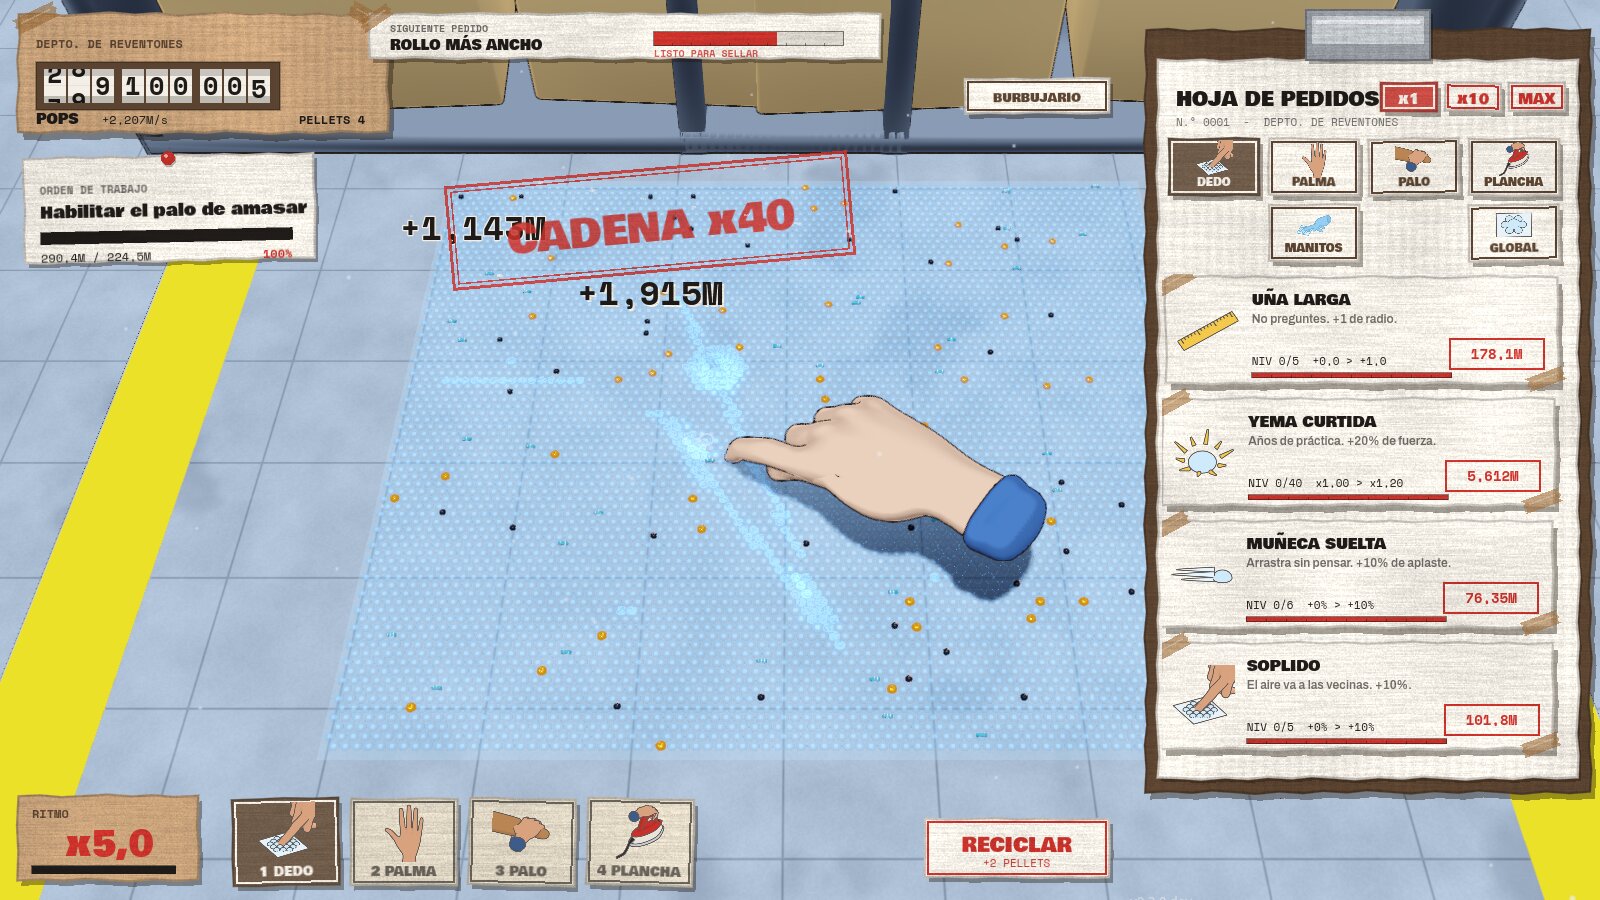 DEPTO. DE REVENTONES
9 100 005
POPS +2,207M/s PELLETS 4
SIGUIENTE PEDIDO
ROLLO MÁS ANCHO
LISTO PARA SELLAR
BURBUJARIO
ORDEN DE TRABAJO
Habilitar el palo de amasar
290,4M / 224,5M 100%
CADENA x40
+1,143M
+1,915M
HOJA DE PEDIDOS x1 x10 MAX
N.° 0001 - DEPTO. DE REVENTONES
DEDO PALMA PALO PLANCHA
MANITOS GLOBAL
UÑA LARGA
No preguntes. +1 de radio.
NIV 0/5 +0,0 > +1,0 178,1M
YEMA CURTIDA
Años de práctica. +20% de fuerza.
NIV 0/40 x1,00 > x1,20 5,612M
MUÑECA SUELTA
Arrastra sin pensar. +10% de aplaste.
NIV 0/6 +0% > +10% 76,35M
SOPLIDO
El aire va a las vecinas. +10%.
NIV 0/5 +0% > +10% 101,8M
RITMO
x5,0
1 DEDO 2 PALMA 3 PALO 4 PLANCHA
RECICLAR
+2 PELLETS